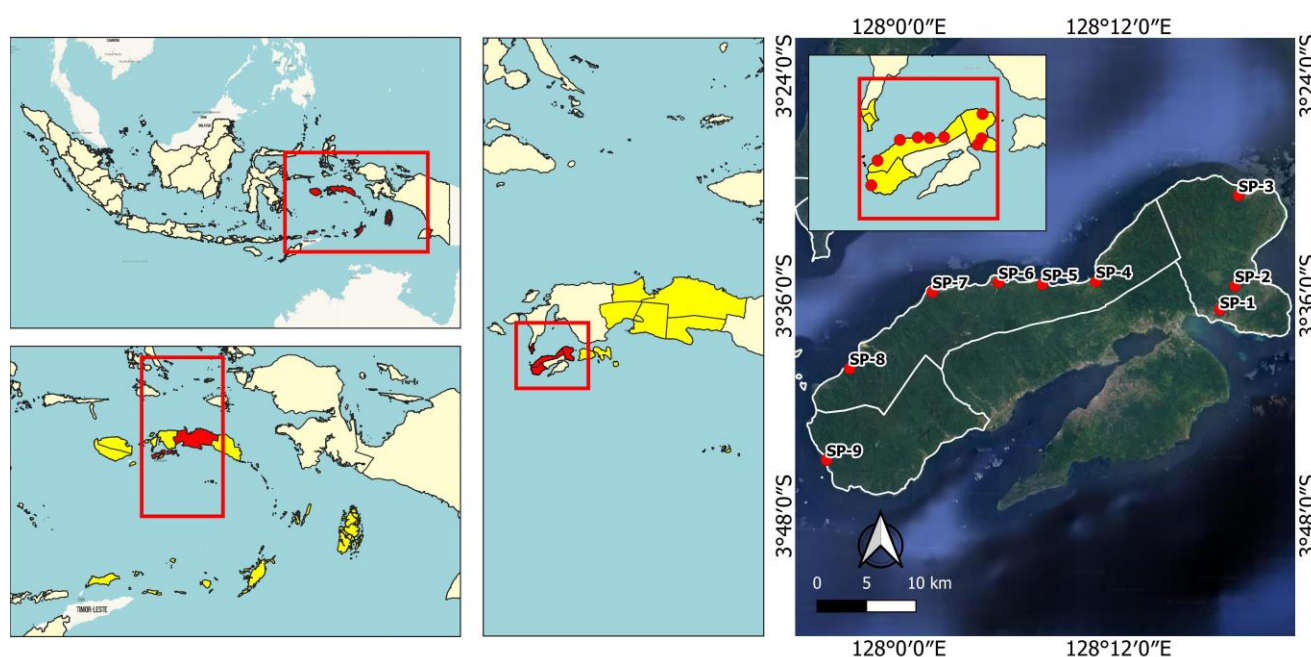 128°0'0"E 128°12'0"E
3°24'0"S
3°24'0"S
SP-3
SP-2
SP-1
SP-4
SP-5
SP-6
SP-7
3°36'0"S
3°36'0"S
SP-8
SP-9
3°48'0"S
3°48'0"S
0 5 10 km
128°0'0"E 128°12'0"E
TIMOR-LESTE